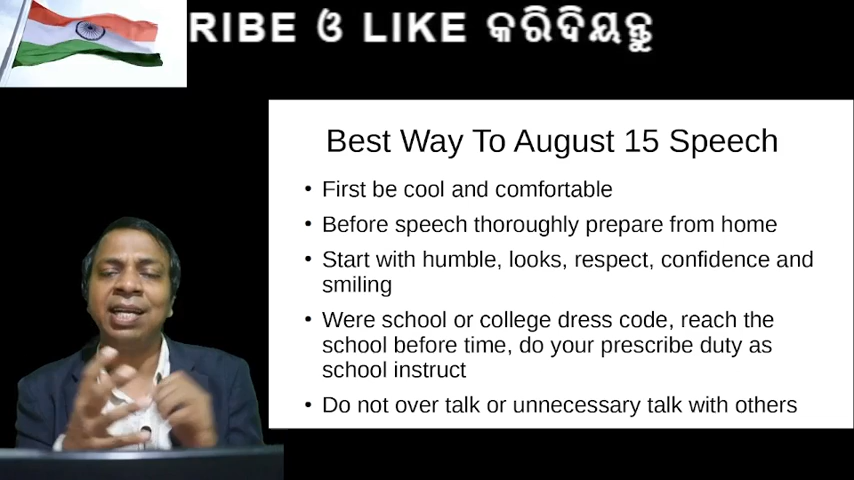 RIBE ଓ LIKE କରିଦିୟନ୍ତୁ
Best Way To August 15 Speech
• First be cool and comfortable
• Before speech thoroughly prepare from home
• Start with humble, looks, respect, confidence and
smiling
• Were school or college dress code, reach the
school before time, do your prescribe duty as
school instruct
• Do not over talk or unnecessary talk with others